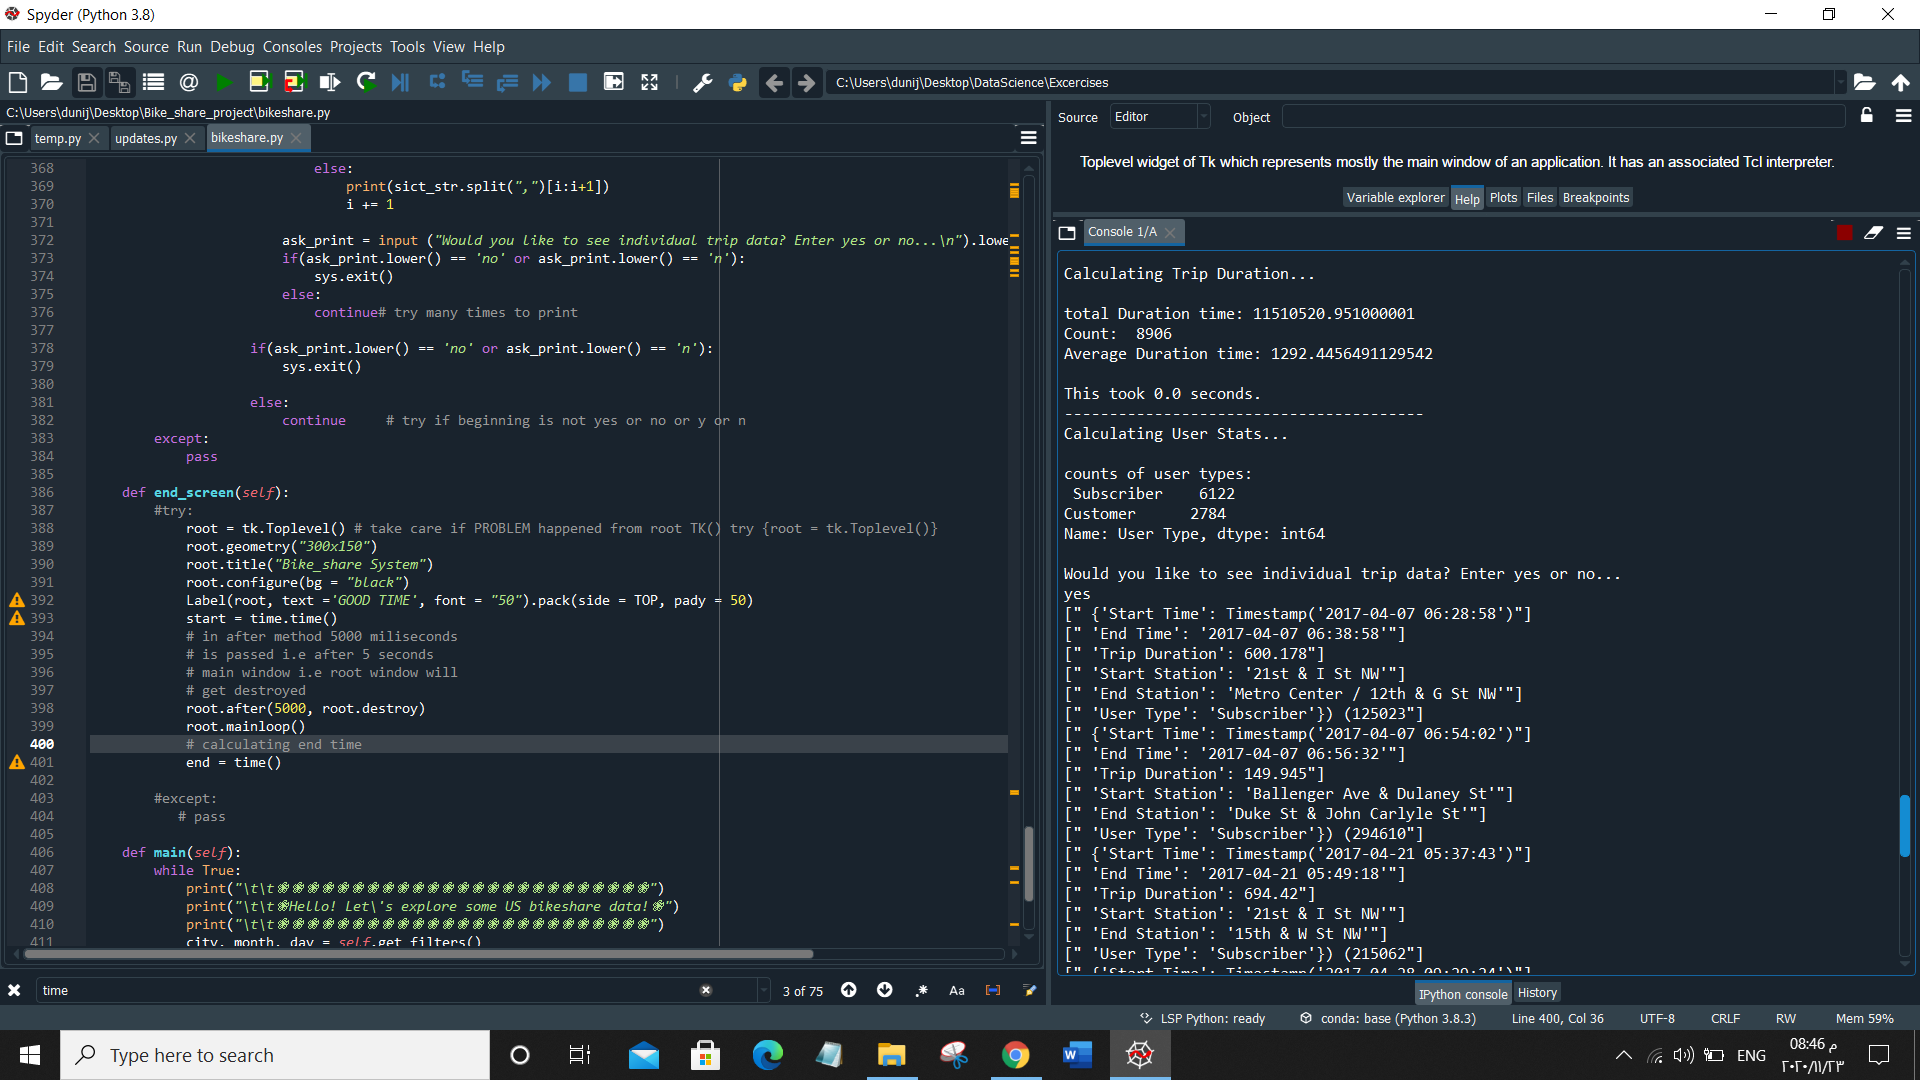 Spyder (Python 3.8)
File Edit Search Source Run Debug Consoles Projects Tools View Help
C:\Users\dunij\Desktop\DataScience\Excercises
C:\Users\dunij\Desktop\Bike_share_project\bikeshare.py
temp.py updates.py bikeshare.py
368 else:
369 print(sict_str.split(",")[i:i+1])
370 i += 1
371
372 ask_print = input ("Would you like to see individual trip data? Enter yes or no...\n").lowe
373 if(ask_print.lower() == 'no' or ask_print.lower() == 'n'):
374 sys.exit()
375 else:
376 continue# try many times to print
377
378 if(ask_print.lower() == 'no' or ask_print.lower() == 'n'):
379 sys.exit()
380
381 else:
382 continue # try if beginning is not yes or no or y or n
383 except:
384 pass
385
386 def end_screen(self):
387 #try:
388 root = tk.Toplevel() # take care if PROBLEM happened from root TK() try {root = tk.Toplevel()}
389 root.geometry("300x150")
390 root.title("Bike_share System")
391 root.configure(bg = "black")
392 Label(root, text ='GOOD TIME', font = "50").pack(side = TOP, pady = 50)
393 start = time.time()
394 # in after method 5000 miliseconds
395 # is passed i.e after 5 seconds
396 # main window i.e root window will
397 # get destroyed
398 root.after(5000, root.destroy)
399 root.mainloop()
400 # calculating end time
401 end = time()
402
403 #except:
404 # pass
405
406 def main(self):
407 while True:
408 print("\t\t֍֍֍֍֍֍֍֍֍֍֍֍֍֍֍֍֍֍֍֍֍֍֍֍֍")
409 print("\t\t֍Hello! Let\'s explore some US bikeshare data!֍")
410 print("\t\t֍֍֍֍֍֍֍֍֍֍֍֍֍֍֍֍֍֍֍֍֍֍֍֍֍")
411 city, month, day = self.get_filters()
time
3 of 75
Aa
Source Editor Object
Toplevel widget of Tk which represents mostly the main window of an application. It has an associated Tcl interpreter.
Variable explorer Help Plots Files Breakpoints
Console 1/A
Calculating Trip Duration...
total Duration time: 11510520.951000001
Count: 8906
Average Duration time: 1292.4456491129542
This took 0.0 seconds.
----------------------------------------
Calculating User Stats...
counts of user types:
Subscriber 6122
Customer 2784
Name: User Type, dtype: int64
Would you like to see individual trip data? Enter yes or no...
yes
[" {'Start Time': Timestamp('2017-04-07 06:28:58')"]
[" 'End Time': '2017-04-07 06:38:58'"]
[" 'Trip Duration': 600.178"]
[" 'Start Station': '21st & I St NW'"]
[" 'End Station': 'Metro Center / 12th & G St NW'"]
[" 'User Type': 'Subscriber'}) (125023"]
[" {'Start Time': Timestamp('2017-04-07 06:54:02')"]
[" 'End Time': '2017-04-07 06:56:32'"]
[" 'Trip Duration': 149.945"]
[" 'Start Station': 'Ballenger Ave & Dulaney St'"]
[" 'End Station': 'Duke St & John Carlyle St'"]
[" 'User Type': 'Subscriber'}) (294610"]
[" {'Start Time': Timestamp('2017-04-21 05:37:43')"]
[" 'End Time': '2017-04-21 05:49:18'"]
[" 'Trip Duration': 694.42"]
[" 'Start Station': '21st & I St NW'"]
[" 'End Station': '15th & W St NW'"]
[" 'User Type': 'Subscriber'}) (215062"]
[" {'Start Time': Timestamp('2017-04-28 09:29:24')"]
IPython console History
LSP Python: ready conda: base (Python 3.8.3) Line 400, Col 36 UTF-8 CRLF RW Mem 59%
Type here to search
ENG
08:46 م
٢٠٢٠/١١/٢٣